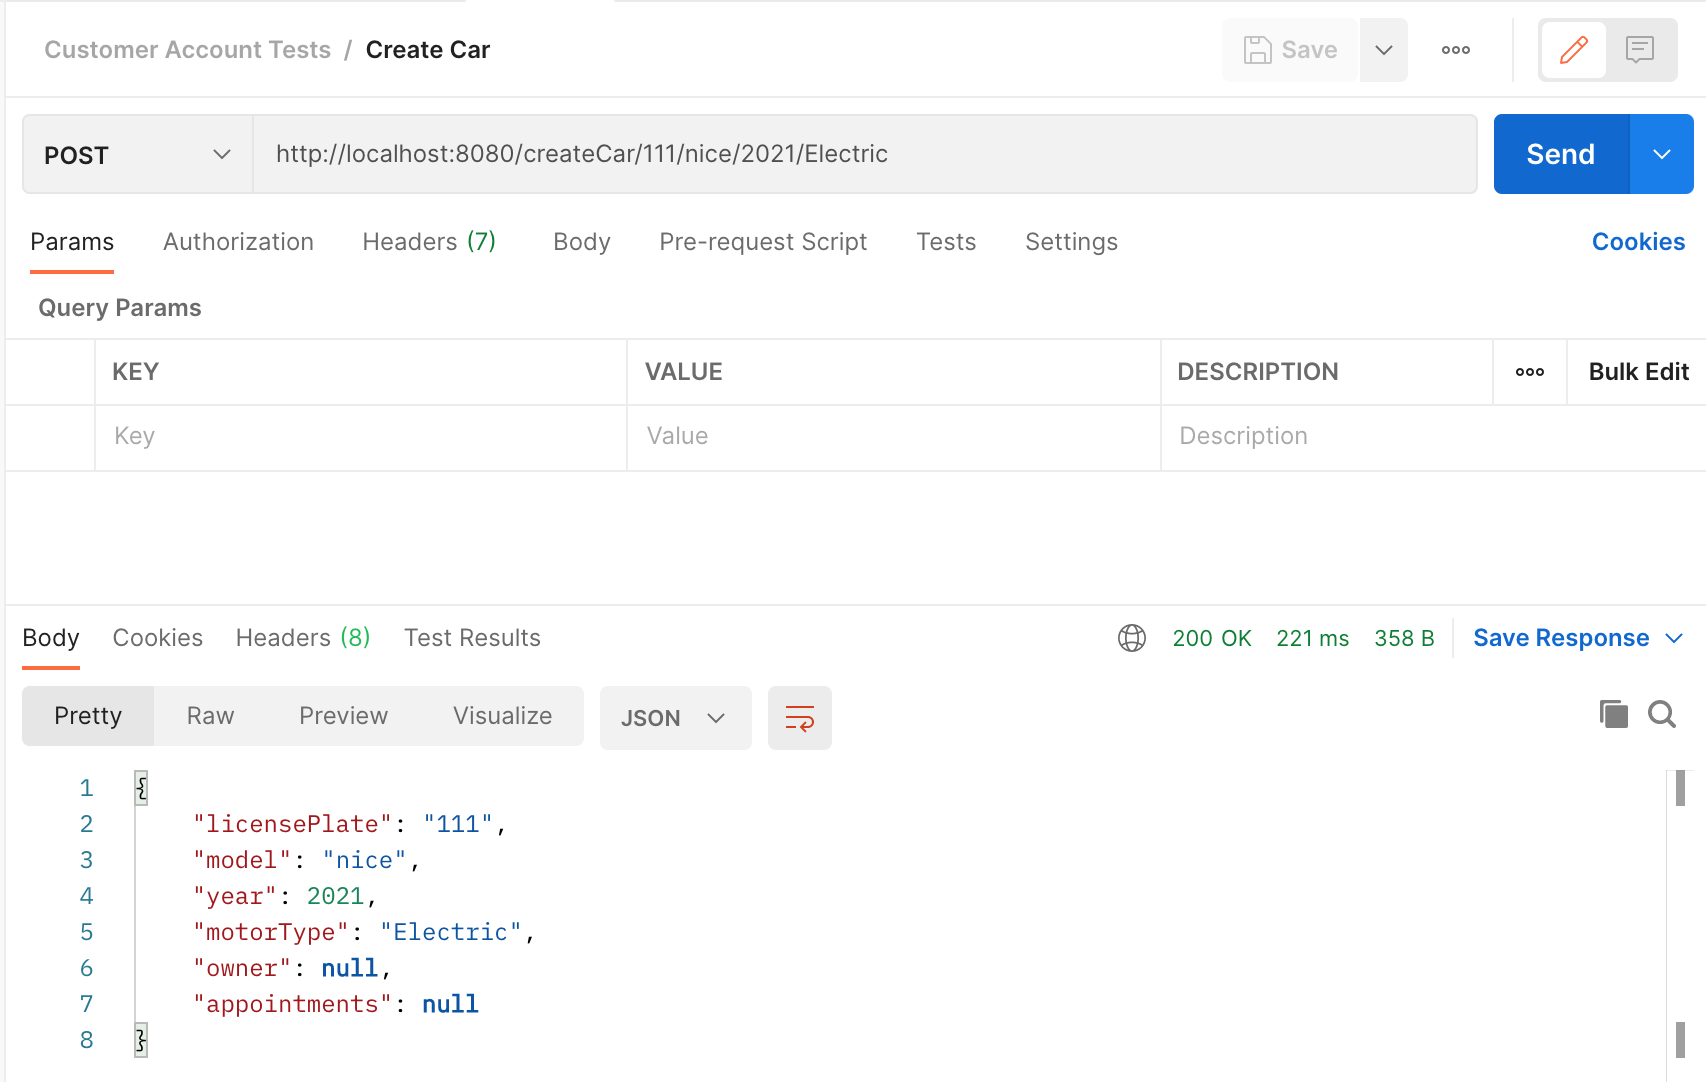 Customer Account Tests / Create Car
Save
POST
http://localhost:8080/createCar/111/nice/2021/Electric
Send
Params Authorization Headers (7) Body Pre-request Script Tests Settings Cookies
Query Params
KEY VALUE DESCRIPTION ooo Bulk Edit
Key Value Description
Body Cookies Headers (8) Test Results 200 OK 221 ms 358 B Save Response
Pretty Raw Preview Visualize JSON
1 {
2 "licensePlate": "111",
3 "model": "nice",
4 "year": 2021,
5 "motorType": "Electric",
6 "owner": null,
7 "appointments": null
8 }